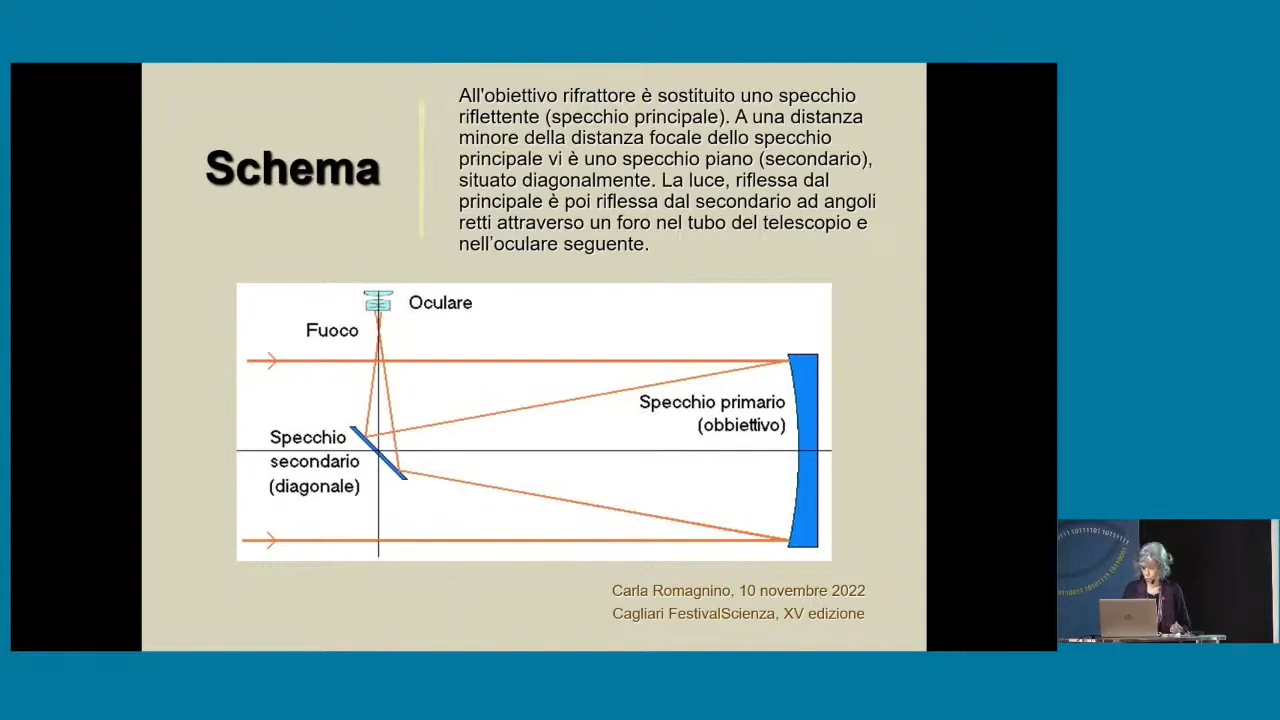 Schema
All'obiettivo rifrattore è sostituito uno specchio
riflettente (specchio principale). A una distanza
minore della distanza focale dello specchio
principale vi è uno specchio piano (secondario),
situato diagonalmente. La luce, riflessa dal
principale è poi riflessa dal secondario ad angoli
retti attraverso un foro nel tubo del telescopio e
nell’oculare seguente.
Oculare
Fuoco
Specchio primario
(obbiettivo)
Specchio
secondario
(diagonale)
Carla Romagnino, 10 novembre 2022
Cagliari FestivalScienza, XV edizione